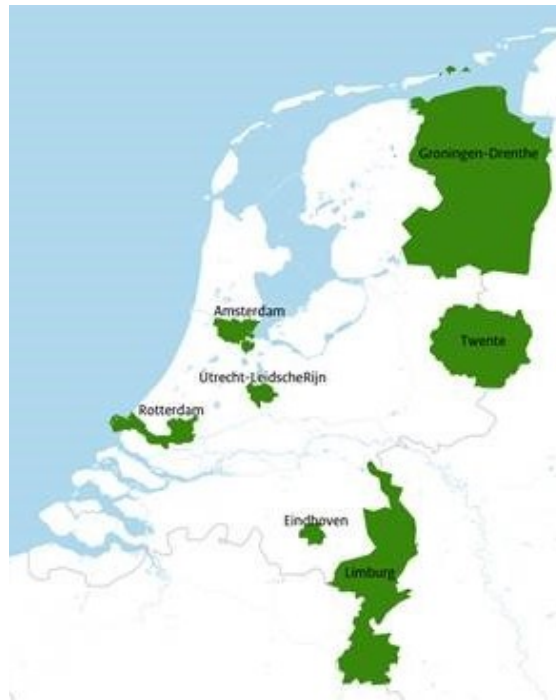 Groningen-Drenthe
Amsterdam
Twente
Utrecht-LeidscheRijn
Rotterdam
Eindhoven
Limburg